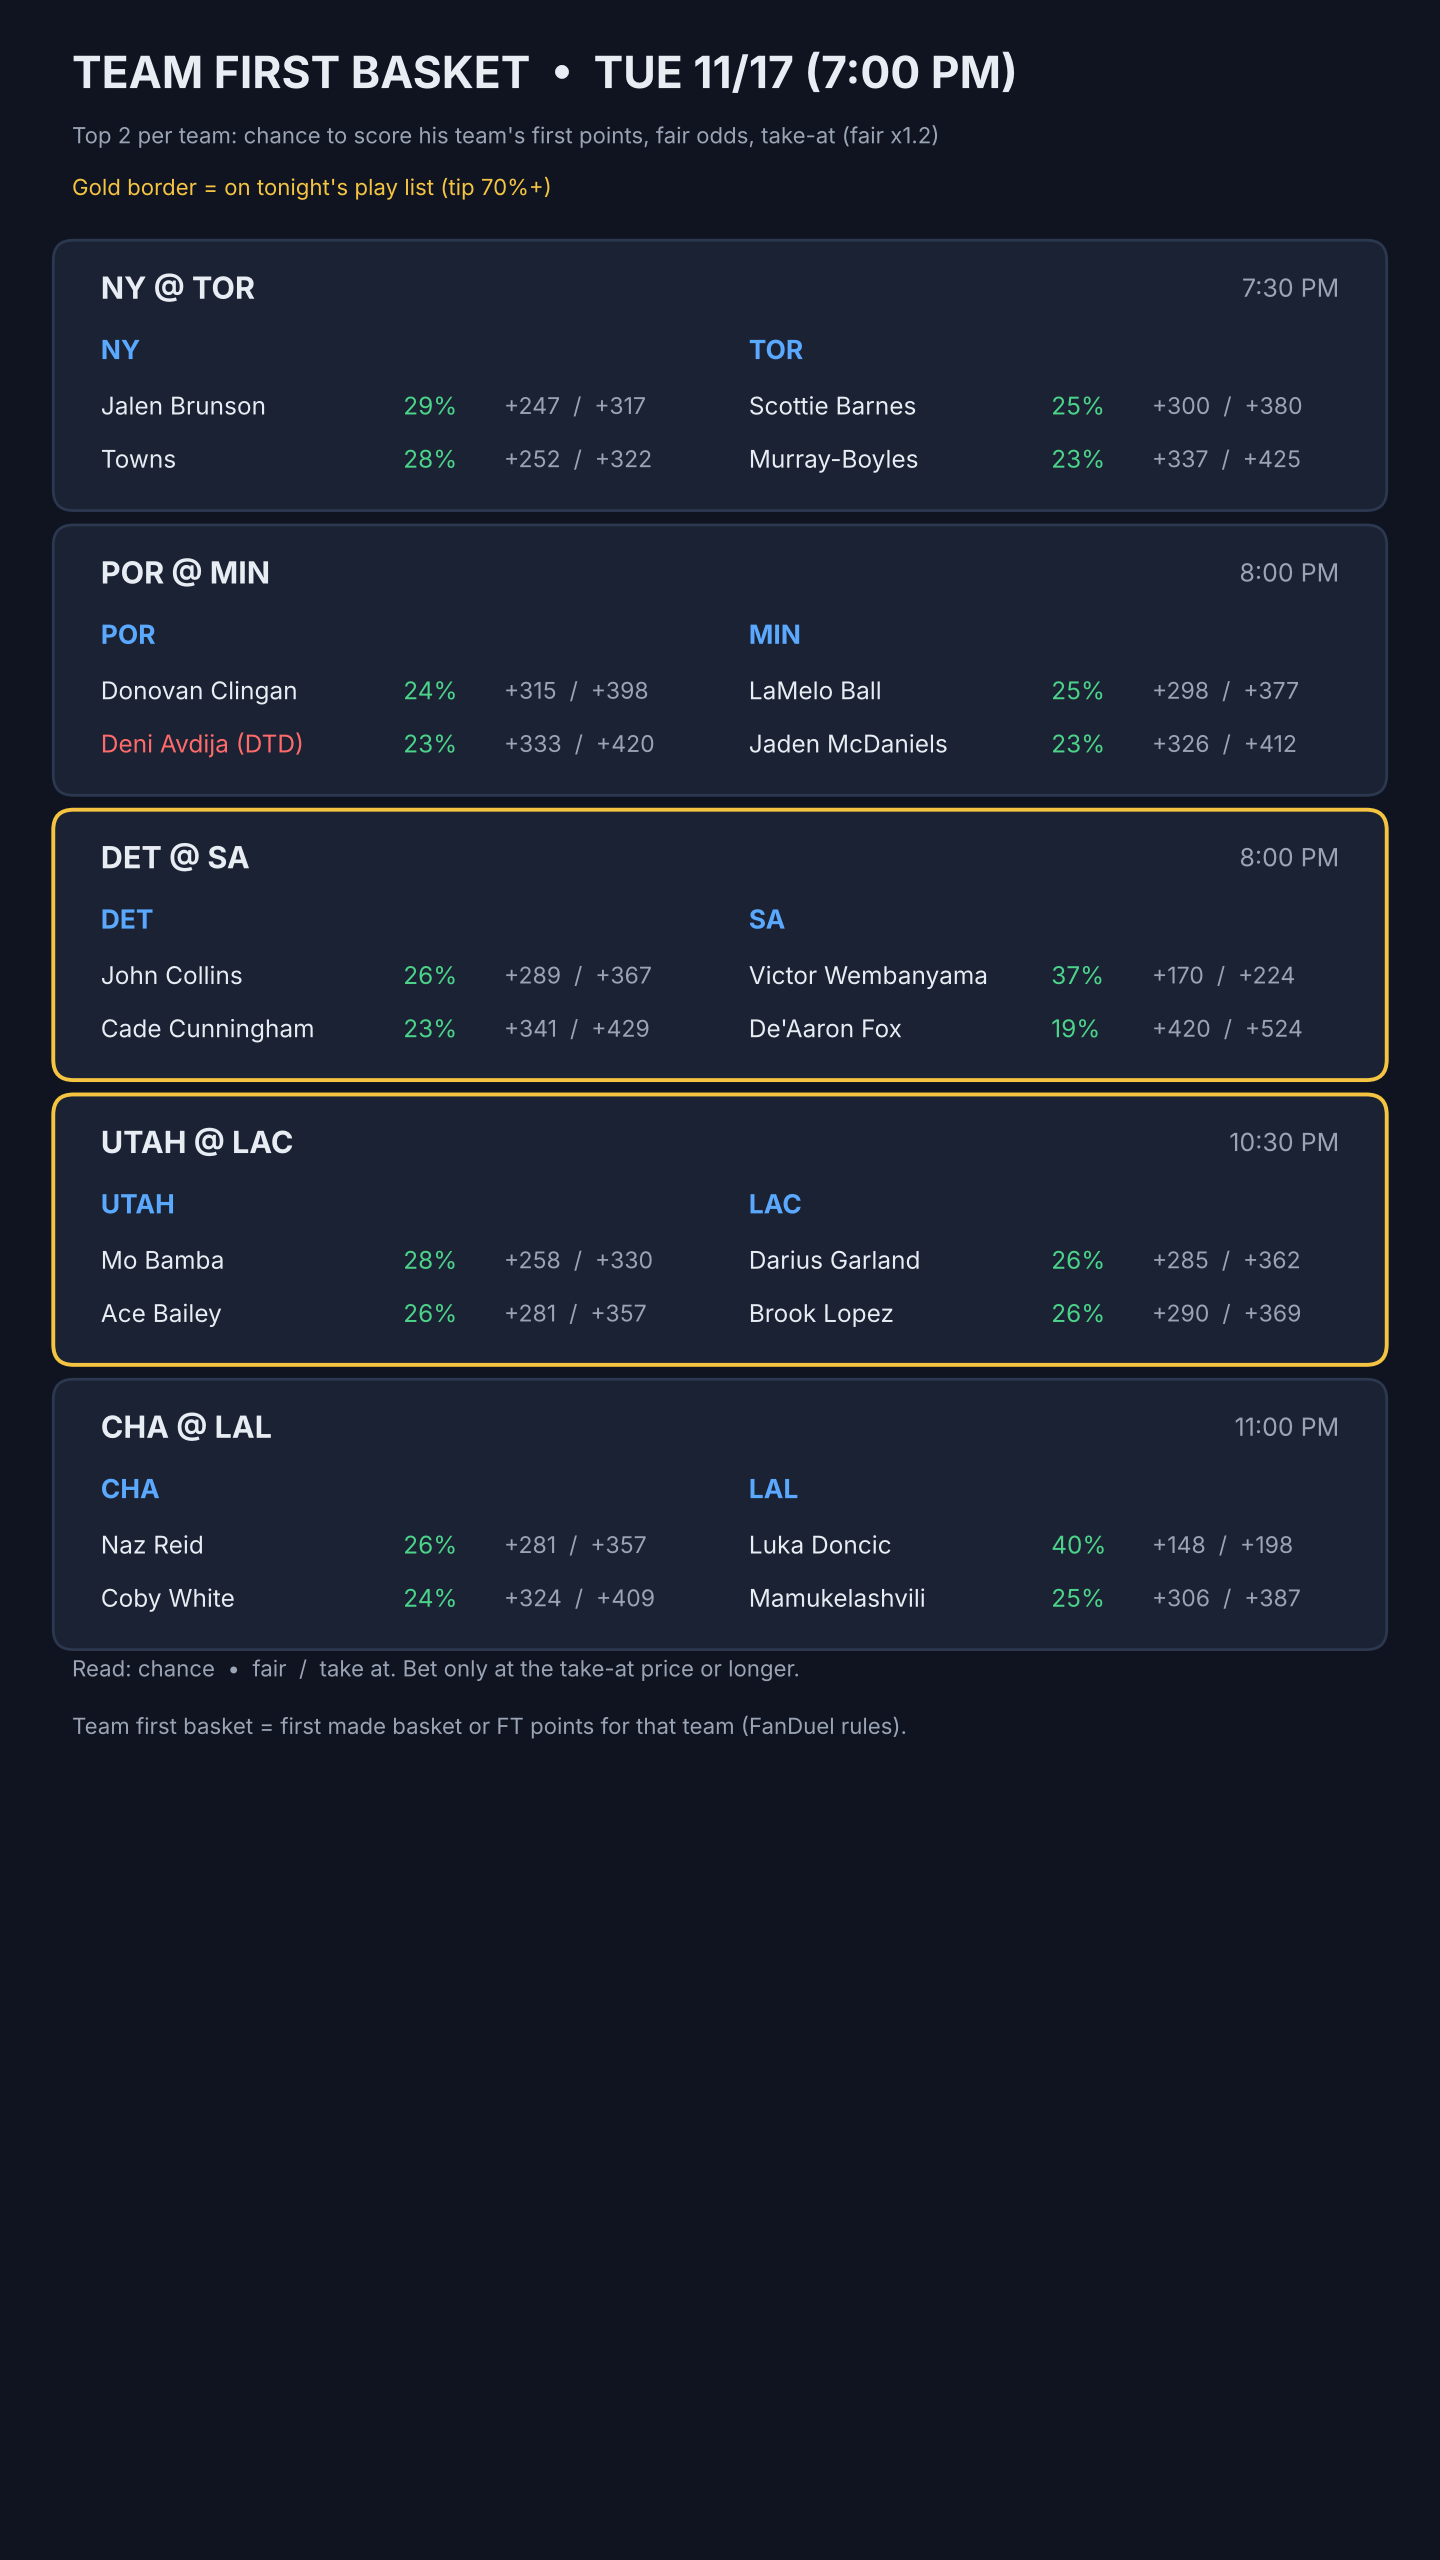 TEAM FIRST BASKET • TUE 11/17 (7:00 PM)
Top 2 per team: chance to score his team's first points, fair odds, take-at (fair x1.2)
Gold border = on tonight's play list (tip 70%+)
NY @ TOR 7:30 PM
NY TOR
Jalen Brunson 29% +247 / +317 Scottie Barnes 25% +300 / +380
Towns 28% +252 / +322 Murray-Boyles 23% +337 / +425
POR @ MIN 8:00 PM
POR MIN
Donovan Clingan 24% +315 / +398 LaMelo Ball 25% +298 / +377
Deni Avdija (DTD) 23% +333 / +420 Jaden McDaniels 23% +326 / +412
DET @ SA 8:00 PM
DET SA
John Collins 26% +289 / +367 Victor Wembanyama 37% +170 / +224
Cade Cunningham 23% +341 / +429 De'Aaron Fox 19% +420 / +524
UTAH @ LAC 10:30 PM
UTAH LAC
Mo Bamba 28% +258 / +330 Darius Garland 26% +285 / +362
Ace Bailey 26% +281 / +357 Brook Lopez 26% +290 / +369
CHA @ LAL 11:00 PM
CHA LAL
Naz Reid 26% +281 / +357 Luka Doncic 40% +148 / +198
Coby White 24% +324 / +409 Mamukelashvili 25% +306 / +387
Read: chance • fair / take at. Bet only at the take-at price or longer.
Team first basket = first made basket or FT points for that team (FanDuel rules).